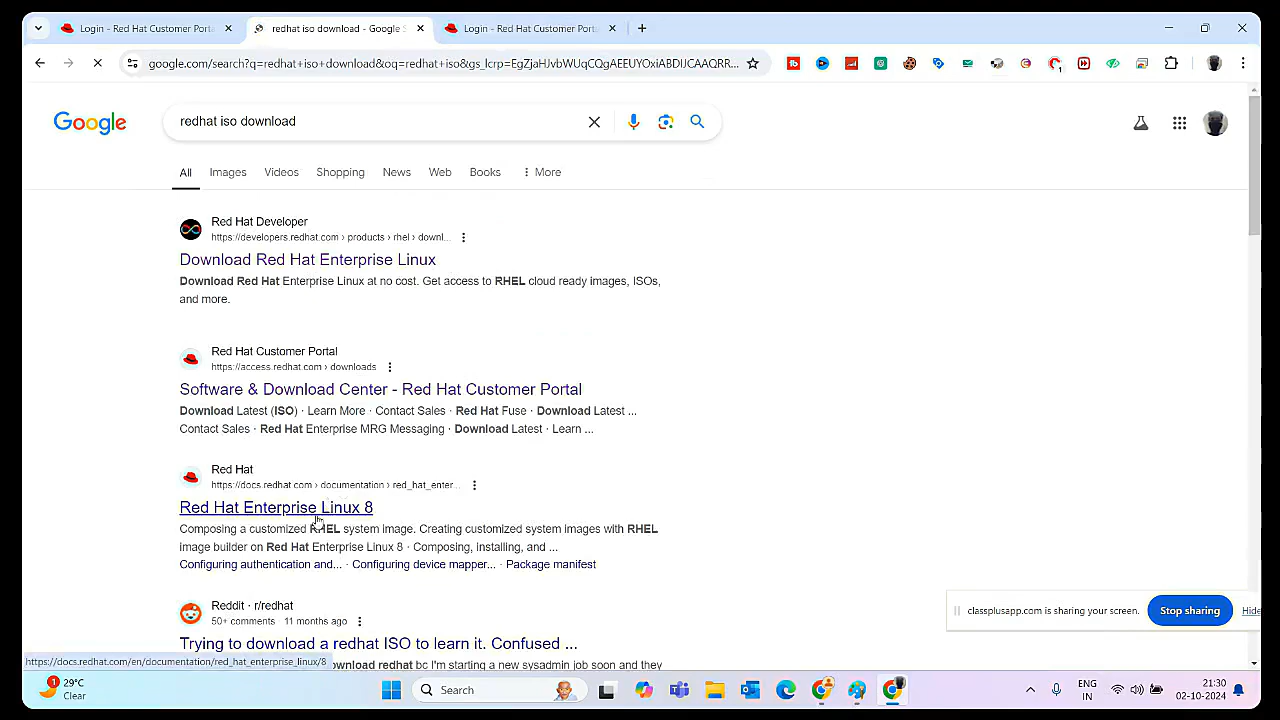 Login - Red Hat Customer Porta
redhat iso download - Google S
Login - Red Hat Customer Porta
google.com/search?q=redhat+iso+download&oq=redhat+iso&gs_lcrp=EgZjaHJvbWUqCQgAEEUYOxiABDIJCAAQRR...
Google
redhat iso download
All
Images
Videos
Shopping
News
Web
Books
More
Red Hat Developer
https://developers.redhat.com › products › rhel › downl...
Download Red Hat Enterprise Linux
Download Red Hat Enterprise Linux at no cost. Get access to RHEL cloud ready images, ISOs,
and more.
Red Hat Customer Portal
https://access.redhat.com › downloads
Software & Download Center - Red Hat Customer Portal
Download Latest (ISO) · Learn More · Contact Sales · Red Hat Fuse · Download Latest ...
Contact Sales · Red Hat Enterprise MRG Messaging · Download Latest · Learn ...
Red Hat
https://docs.redhat.com › documentation › red_hat_enter...
Red Hat Enterprise Linux 8
Composing a customized RHEL system image. Creating customized system images with RHEL
image builder on Red Hat Enterprise Linux 8 · Composing, installing, and ...
Configuring authentication and... · Configuring device mapper... · Package manifest
Reddit · r/redhat
50+ comments · 11 months ago
classplusapp.com is sharing your screen.
Stop sharing
Hide
Trying to download a redhat ISO to learn it. Confused ...
https://docs.redhat.com/en/documentation/red_hat_enterprise_linux/8
download redhat bc I'm starting a new sysadmin job soon and they
1
29°C
Clear
Search
ENG
IN
21:30
02-10-2024